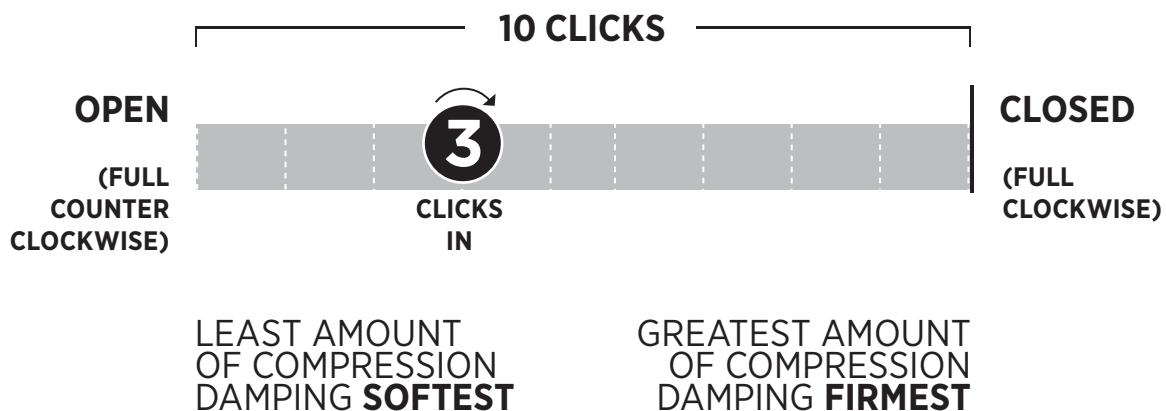 10 CLICKS
OPEN
(FULL
COUNTER
CLOCKWISE)
3
CLICKS
IN
CLOSED
(FULL
CLOCKWISE)
LEAST AMOUNT
OF COMPRESSION
DAMPING SOFTEST
GREATEST AMOUNT
OF COMPRESSION
DAMPING FIRMEST